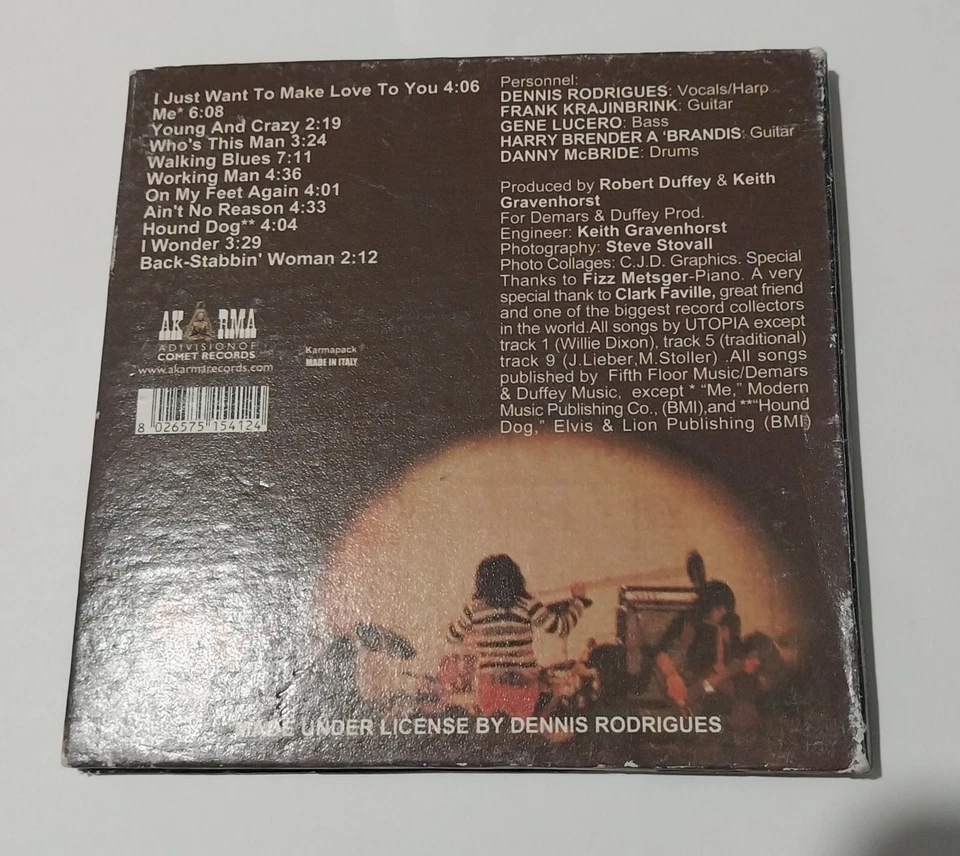 I Just Want To Make Love To You 4:06
Me* 6:08
Young And Crazy 2:19
Who's This Man 3:24
Walking Blues 7:11
Working Man 4:36
On My Feet Again 4:01
Ain't No Reason 4:33
Hound Dog** 4:04
I Wonder 3:29
Back-Stabbin' Woman 2:12
AKARMA
A DIVISION OF
COMET RECORDS
www.akarmarecords.com
Karmapack
MADE IN ITALY
8 026575 154124
Personnel:
DENNIS RODRIGUES: Vocals/Harp
FRANK KRAJINBRINK: Guitar
GENE LUCERO: Bass
HARRY BRENDER A 'BRANDIS: Guitar
DANNY McBRIDE: Drums
Produced by Robert Duffey & Keith
Gravenhorst
For Demars & Duffey Prod.
Engineer: Keith Gravenhorst
Photography: Steve Stovall
Photo Collages: C.J.D. Graphics. Special
Thanks to Fizz Metsger-Piano. A very
special thank to Clark Faville, great friend
and one of the biggest record collectors
in the world.All songs by UTOPIA except
track 1 (Willie Dixon), track 5 (traditional)
track 9 (J.Lieber,M.Stoller) .All songs
published by Fifth Floor Music/Demars
& Duffey Music, except * "Me," Modern
Music Publishing Co., (BMI),and **"Hound
Dog," Elvis & Lion Publishing (BMI)
MADE UNDER LICENSE BY DENNIS RODRIGUES